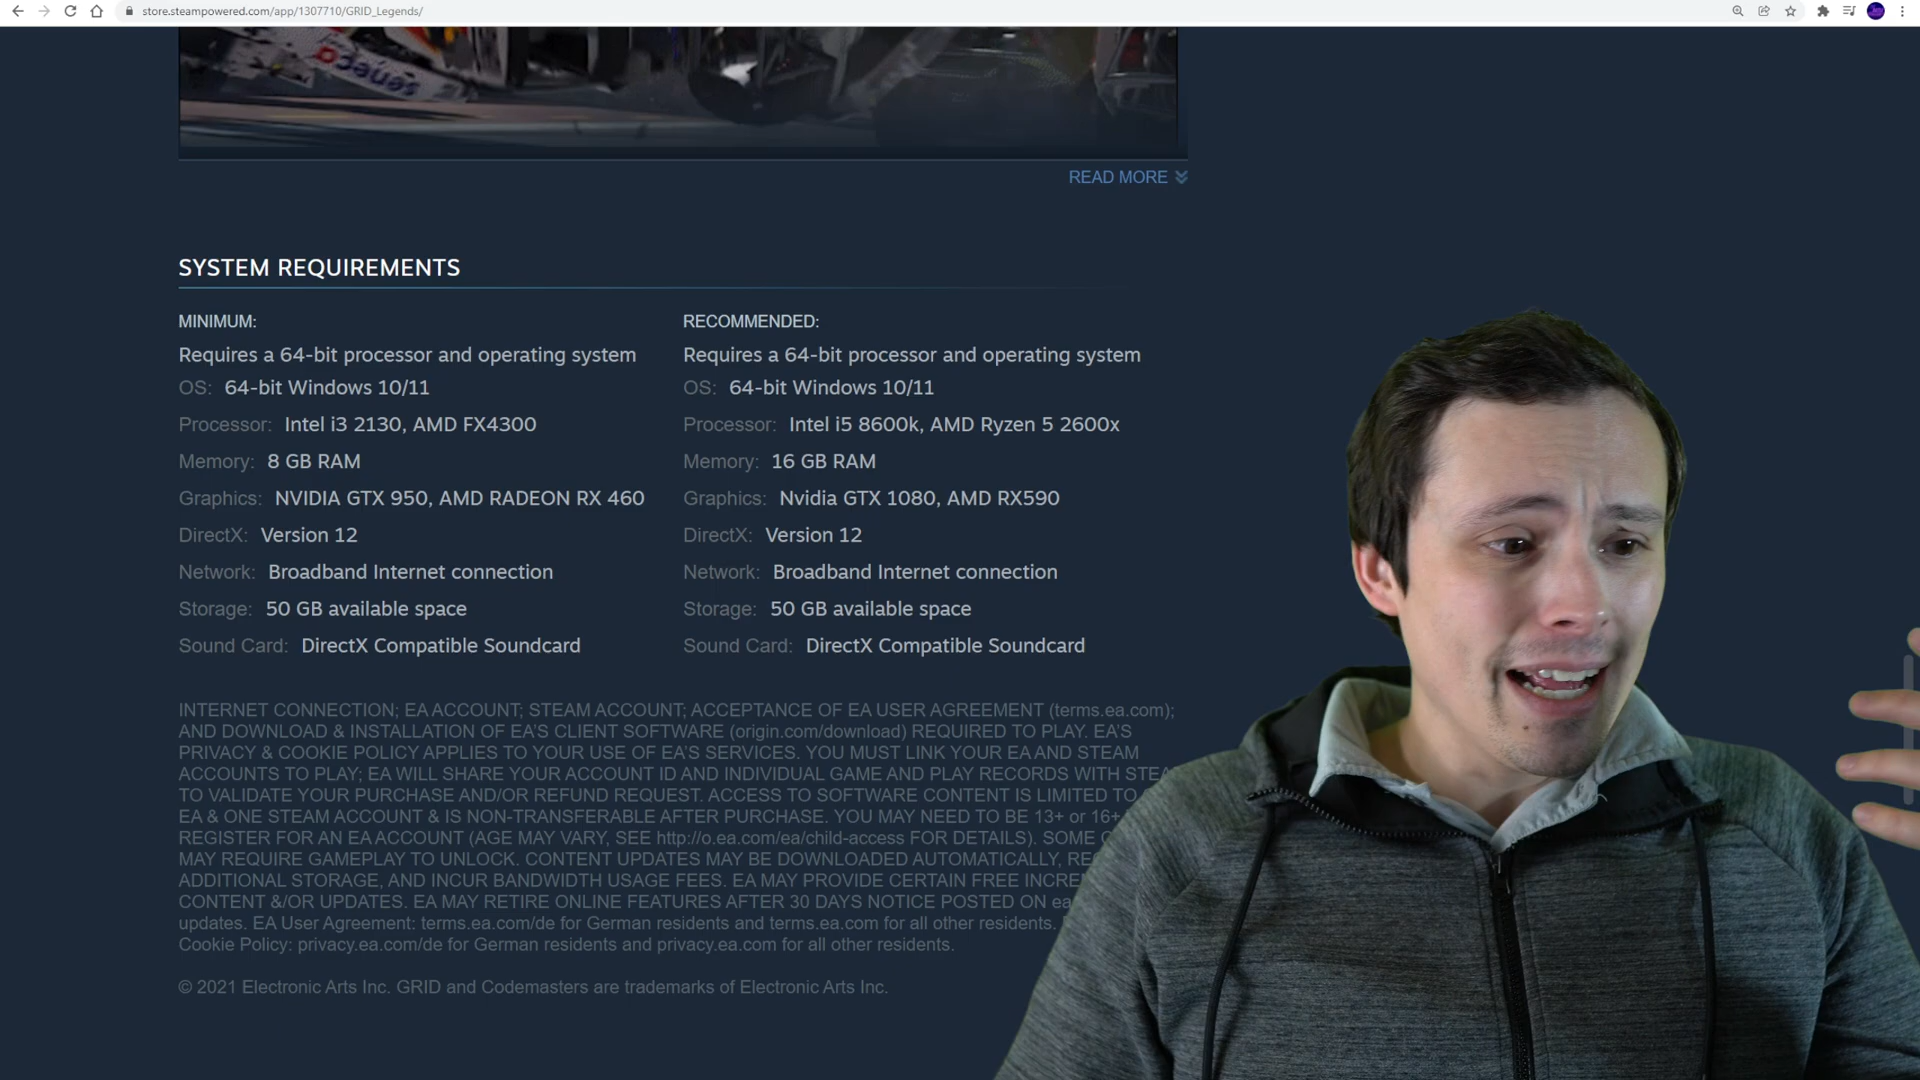 store.steampowered.com/app/1307710/GRID_Legends/
seneca
READ MORE
SYSTEM REQUIREMENTS
MINIMUM:
Requires a 64-bit processor and operating system
OS: 64-bit Windows 10/11
Processor: Intel i3 2130, AMD FX4300
Memory: 8 GB RAM
Graphics: NVIDIA GTX 950, AMD RADEON RX 460
DirectX: Version 12
Network: Broadband Internet connection
Storage: 50 GB available space
Sound Card: DirectX Compatible Soundcard
RECOMMENDED:
Requires a 64-bit processor and operating system
OS: 64-bit Windows 10/11
Processor: Intel i5 8600k, AMD Ryzen 5 2600x
Memory: 16 GB RAM
Graphics: Nvidia GTX 1080, AMD RX590
DirectX: Version 12
Network: Broadband Internet connection
Storage: 50 GB available space
Sound Card: DirectX Compatible Soundcard
INTERNET CONNECTION; EA ACCOUNT; STEAM ACCOUNT; ACCEPTANCE OF EA USER AGREEMENT (terms.ea.com);
AND DOWNLOAD & INSTALLATION OF EA'S CLIENT SOFTWARE (origin.com/download) REQUIRED TO PLAY. EA'S
PRIVACY & COOKIE POLICY APPLIES TO YOUR USE OF EA'S SERVICES. YOU MUST LINK YOUR EA AND STEAM
ACCOUNTS TO PLAY; EA WILL SHARE YOUR ACCOUNT ID AND INDIVIDUAL GAME AND PLAY RECORDS WITH
TO VALIDATE YOUR PURCHASE AND/OR REFUND REQUEST. ACCESS TO SOFTWARE CONTENT IS LIMITED TO
EA & ONE STEAM ACCOUNT & IS NON-TRANSFERABLE AFTER PURCHASE. YOU MAY NEED TO BE 13+ or 16+
REGISTER FOR AN EA ACCOUNT (AGE MAY VARY, SEE http://o.ea.com/ea/child-access FOR DETAILS). SOME
MAY REQUIRE GAMEPLAY TO UNLOCK. CONTENT UPDATES MAY BE DOWNLOADED AUTOMATICALLY,
ADDITIONAL STORAGE, AND INCUR BANDWIDTH USAGE FEES. EA MAY PROVIDE CERTAIN FREE
CONTENT &/OR UPDATES. EA MAY RETIRE ONLINE FEATURES AFTER 30 DAYS NOTICE POSTED ON
updates. EA User Agreement: terms.ea.com/de for German residents and terms.ea.com for all other residents.
Cookie Policy: privacy.ea.com/de for German residents and privacy.ea.com for all other residents.
© 2021 Electronic Arts Inc. GRID and Codemasters are trademarks of Electronic Arts Inc.